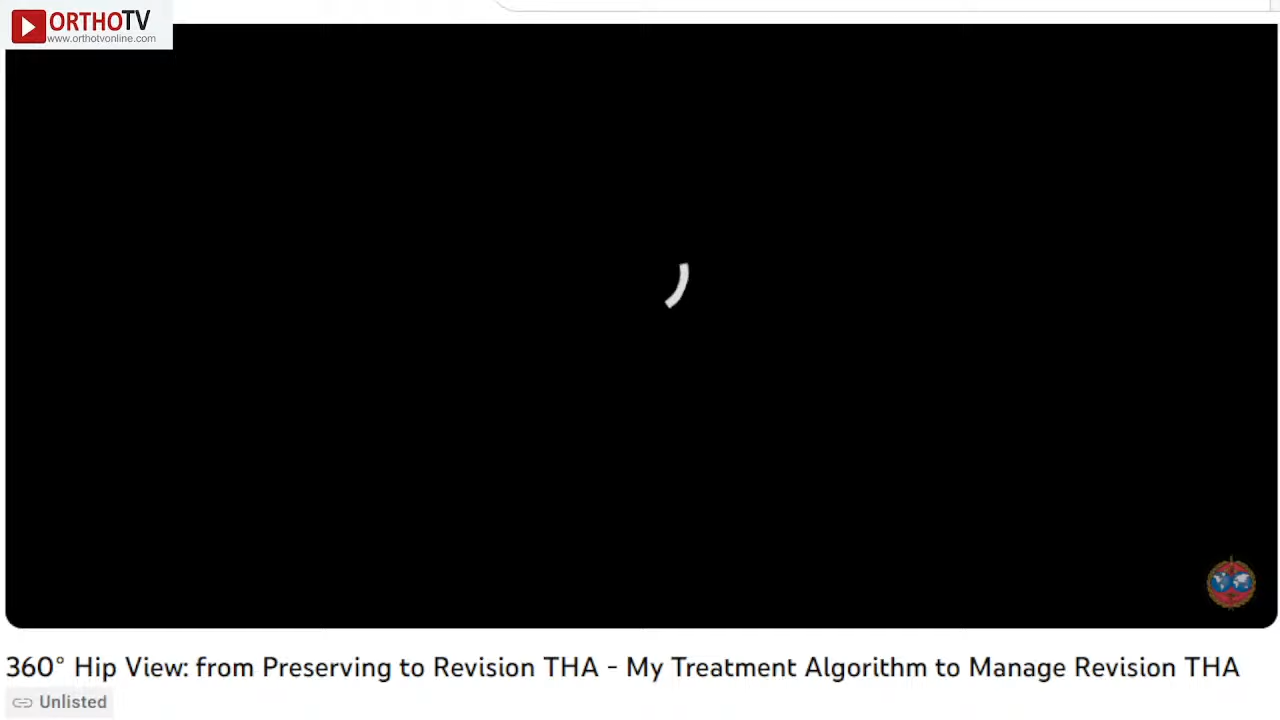 ORTHOTV
www.orthotvonline.com
360° Hip View: from Preserving to Revision THA - My Treatment Algorithm to Manage Revision THA
Unlisted